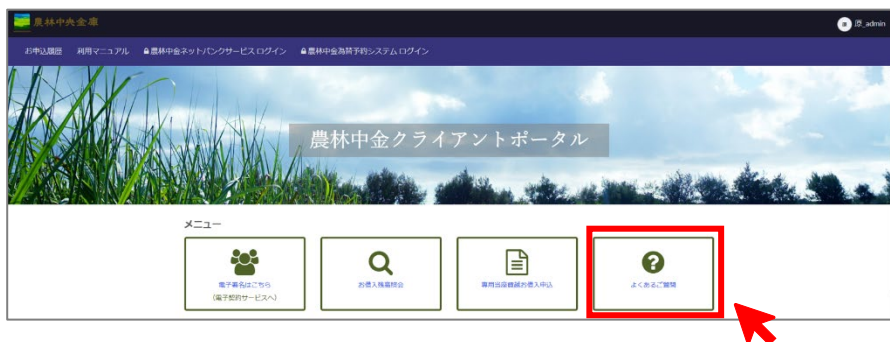 農林中央金庫
原_admin
お申込履歴 利用マニュアル 農林中金ネットバンクサービス ログイン 農林中金為替予約システム ログイン
農林中金クライアントポータル
メニュー
電子署名はこちら
(電子契約サービスへ)
お借入残高照会
専用当座貸越お借入申込
よくあるご質問